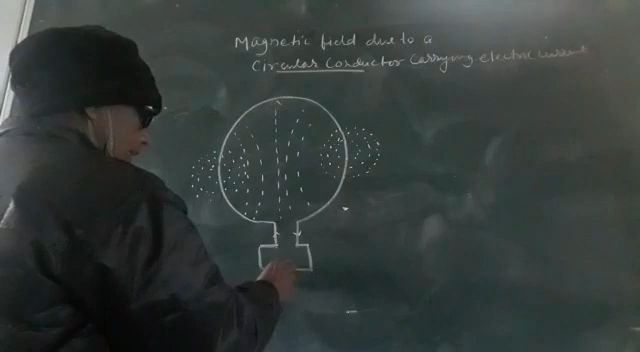 Magnetic field due to a
Circular Conductor Carrying electric current